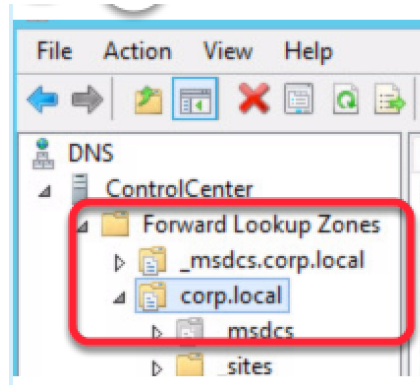 File Action View Help
DNS
ControlCenter
Forward Lookup Zones
_msdcs.corp.local
corp.local
_msdcs
_sites